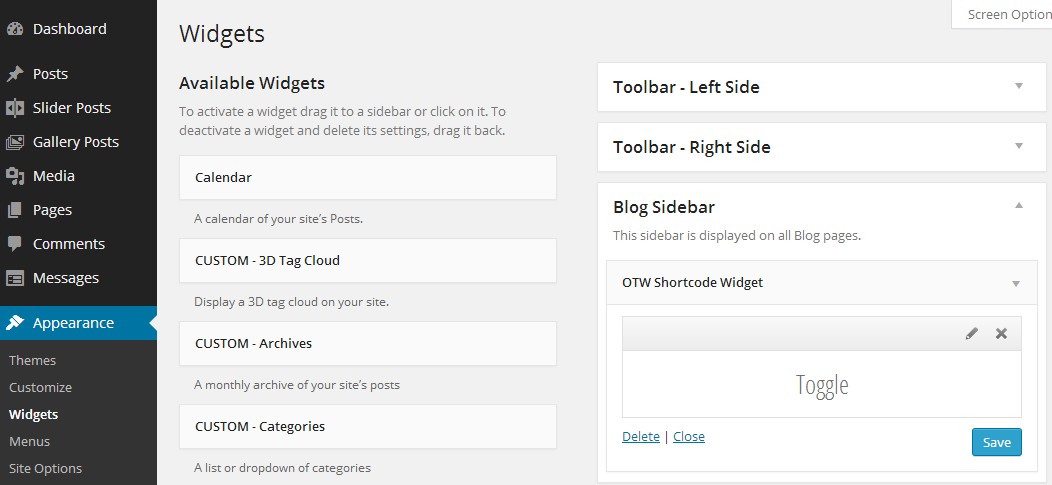 Dashboard
Posts
Slider Posts
Gallery Posts
Media
Pages
Comments
Messages
Appearance
Themes
Customize
Widgets
Menus
Site Options
Screen Option
Widgets
Available Widgets
To activate a widget drag it to a sidebar or click on it. To
deactivate a widget and delete its settings, drag it back.
Calendar
A calendar of your site's Posts.
CUSTOM - 3D Tag Cloud
Display a 3D tag cloud on your site.
CUSTOM - Archives
A monthly archive of your site's posts
CUSTOM - Categories
A list or dropdown of categories
Toolbar - Left Side
Toolbar - Right Side
Blog Sidebar
This sidebar is displayed on all Blog pages.
OTW Shortcode Widget
Toggle
Delete | Close
Save